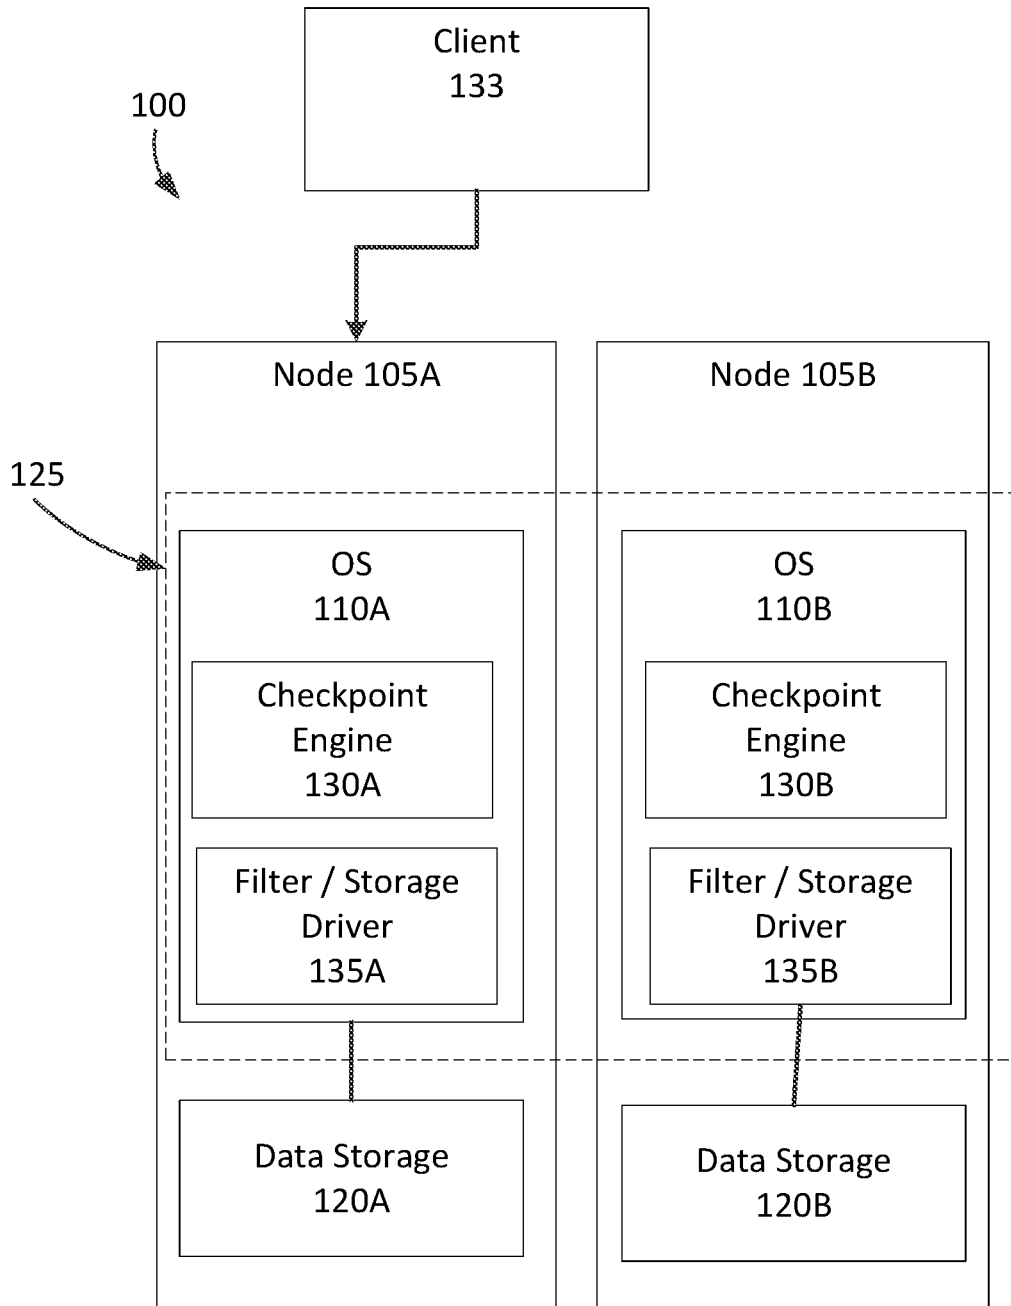 Client
133
100
Node 105A
Node 105B
125
OS
110A
Checkpoint
Engine
130A
Filter / Storage
Driver
135A
OS
110B
Checkpoint
Engine
130B
Filter / Storage
Driver
135B
Data Storage
120A
Data Storage
120B